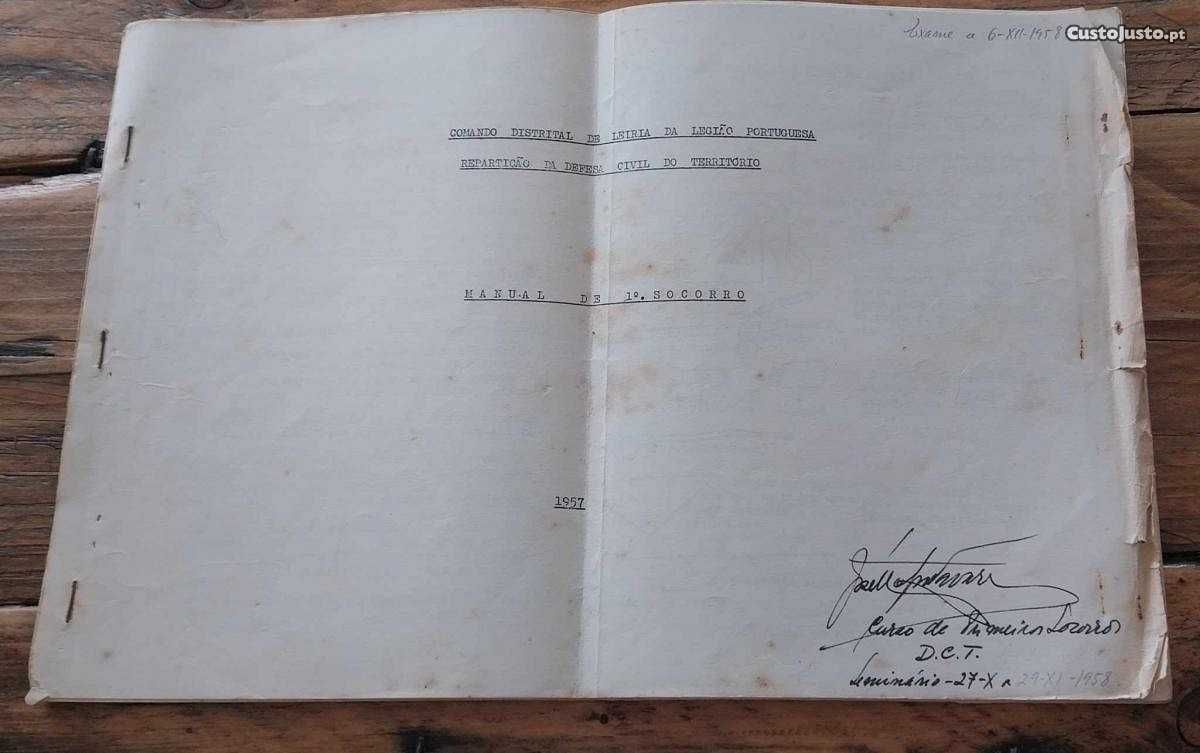 Exame a 6-XII-1958
CustoJusto.pt
COMANDO DISTRITAL DE LEIRIA DA LEGIÃO PORTUGUESA
REPARTIÇÃO DA DEFESA CIVIL DO TERRITÓRIO
MANUAL DE 1º. SOCORRO
1957
Curso de Primeiros Socorros
D.C.T.
Seminário-27-X a 29-XI-1958